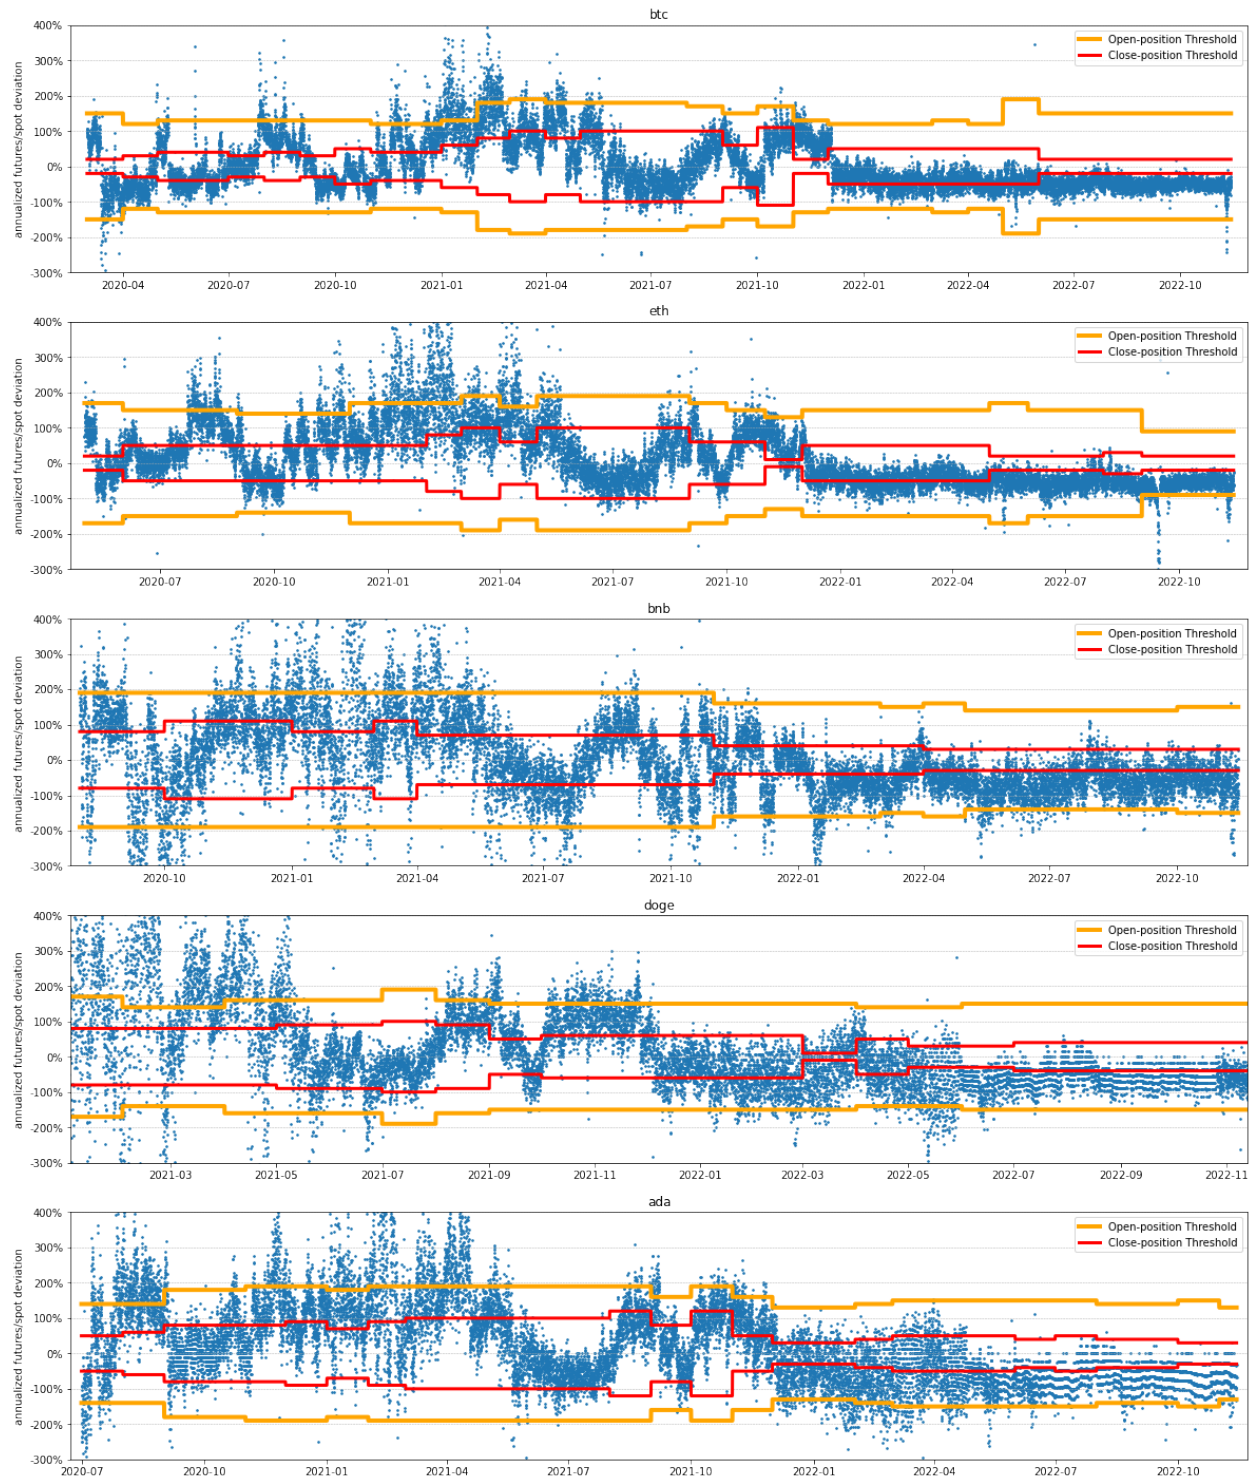 btc
annualized futures/spot deviation
400%
300%
200%
100%
0%
-100%
-200%
-300%
Open-position Threshold
Close-position Threshold
2020-04 2020-07 2020-10 2021-01 2021-04 2021-07 2021-10 2022-01 2022-04 2022-07 2022-10
eth
annualized futures/spot deviation
400%
300%
200%
100%
0%
-100%
-200%
-300%
Open-position Threshold
Close-position Threshold
2020-07 2020-10 2021-01 2021-04 2021-07 2021-10 2022-01 2022-04 2022-07 2022-10
bnb
annualized futures/spot deviation
400%
300%
200%
100%
0%
-100%
-200%
-300%
Open-position Threshold
Close-position Threshold
2020-10 2021-01 2021-04 2021-07 2021-10 2022-01 2022-04 2022-07 2022-10
doge
annualized futures/spot deviation
400%
300%
200%
100%
0%
-100%
-200%
-300%
Open-position Threshold
Close-position Threshold
2021-03 2021-05 2021-07 2021-09 2021-11 2022-01 2022-03 2022-05 2022-07 2022-09 2022-11
ada
annualized futures/spot deviation
400%
300%
200%
100%
0%
-100%
-200%
-300%
Open-position Threshold
Close-position Threshold
2020-07 2020-10 2021-01 2021-04 2021-07 2021-10 2022-01 2022-04 2022-07 2022-10